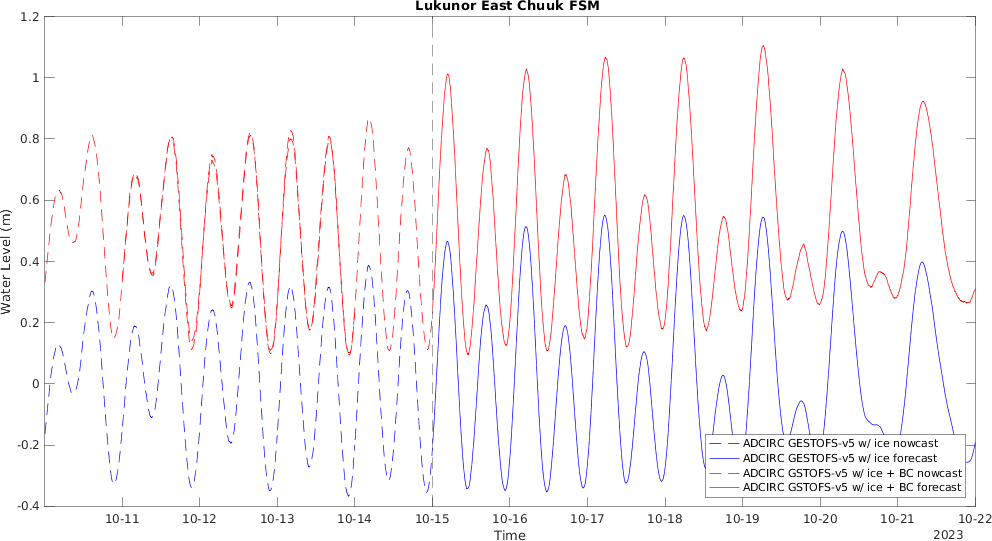 Lukunor East Chuuk FSM
1.2
1
0.8
0.6
0.4
0.2
0
-0.2
-0.4
Water Level (m)
ADCIRC GESTOFS-v5 w/ ice nowcast
ADCIRC GESTOFS-v5 w/ ice forecast
ADCIRC GSTOFS-v5 w/ ice + BC nowcast
ADCIRC GSTOFS-v5 w/ ice + BC forecast
10-11 10-12 10-13 10-14 10-15 10-16 10-17 10-18 10-19 10-20 10-21 10-22
Time
2023